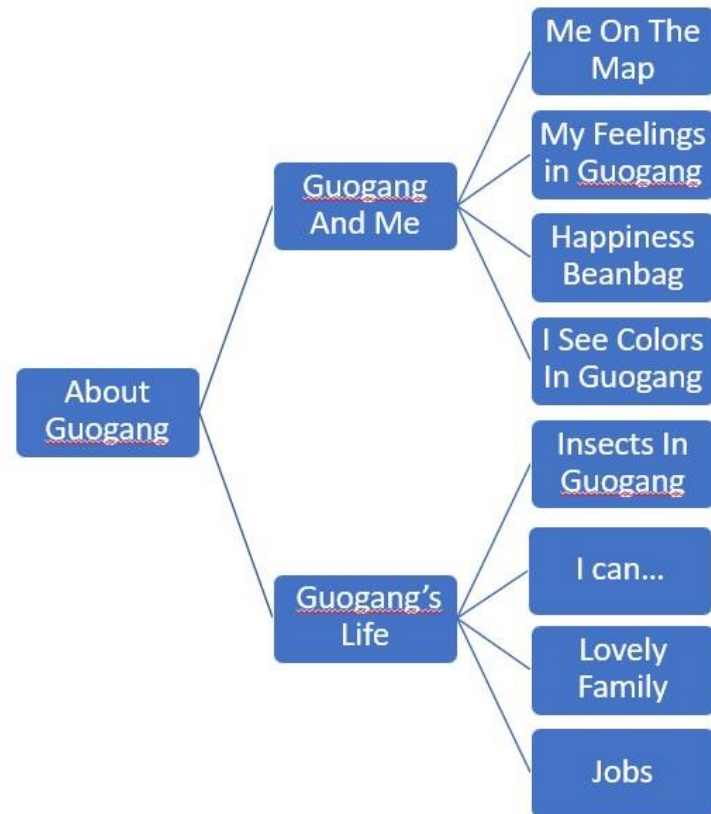 About
Guogang
Guogang
And Me
Me On The
Map
My Feelings
in Guogang
Happiness
Beanbag
I See Colors
In Guogang
Guogang's
Life
Insects In
Guogang
I can...
Lovely
Family
Jobs